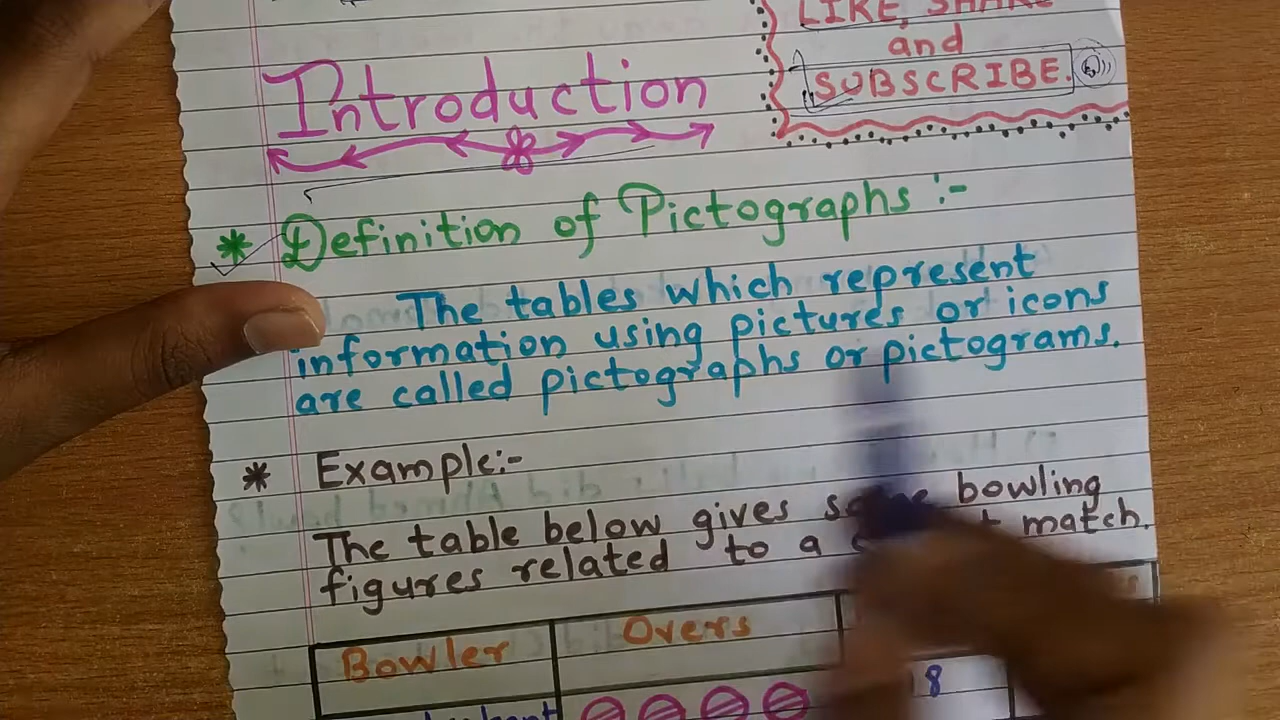 LIKE, SHARE
and
SUBSCRIBE.
Introduction
* Definition of Pictographs :-
The tables which represent
information using pictures or icons
are called pictographs or pictograms.
* Example:-
The table below gives some bowling
figures related to a match.
Bowler Overs
8